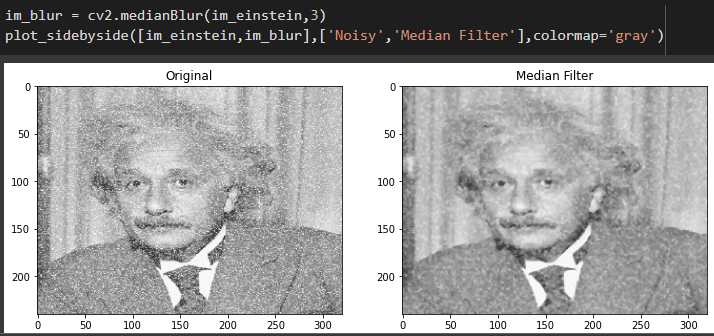 im_blur = cv2.medianBlur(im_einstein,3)
plot_sidebyside([im_einstein,im_blur],['Noisy','Median Filter'],colormap='gray')
Original
Median Filter
0
50
100
150
200
0 50 100 150 200 250 300
0
50
100
150
200
0 50 100 150 200 250 300